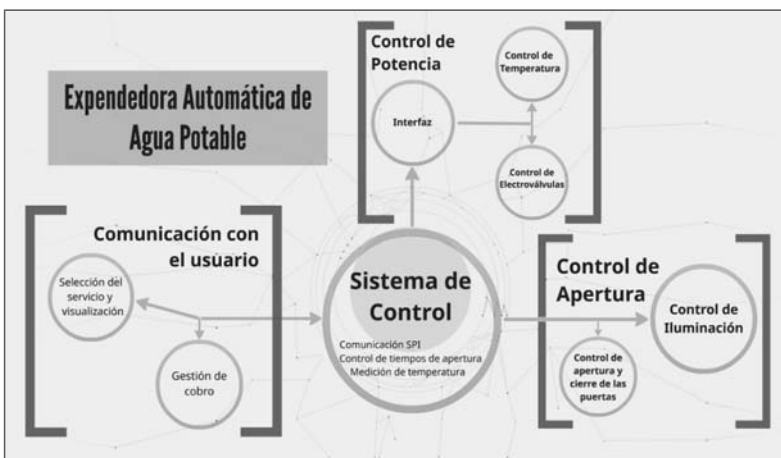 Expendedora Automática de
Agua Potable
Control de
Potencia
Interfaz
Control de
Temperatura
Control de
Electroválvulas
Comunicación con
el usuario
Selección del
servicio y
visualización
Gestión de
cobro
Sistema de
Control
Comunicación SPI
Control de tiempos de apertura
Medición de temperatura
Control de
Apertura
Control de
Iluminación
Control de
apertura y
cierre de las
puertas